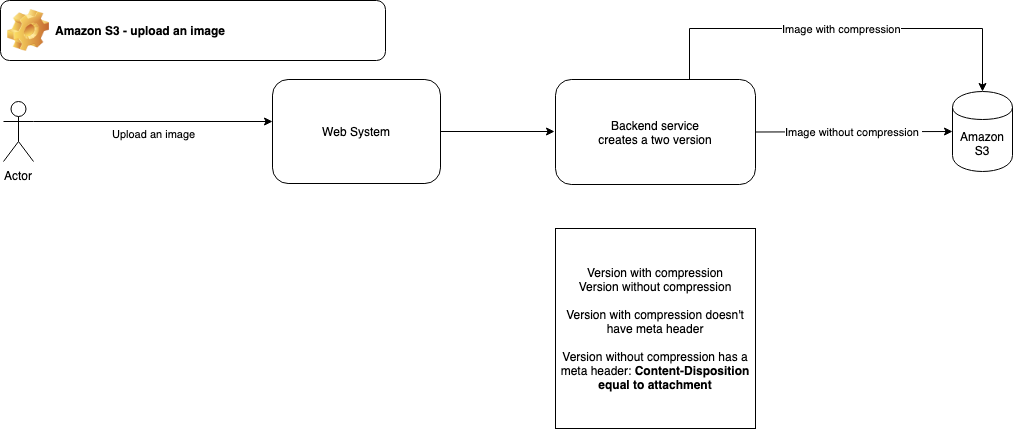 Amazon S3 - upload an image
Image with compression
Upload an image
Web System
Backend service
creates a two version
Image without compression
Amazon
S3
Actor
Version with compression
Version without compression
Version with compression doesn't
have meta header
Version without compression has a
meta header: Content-Disposition
equal to attachment